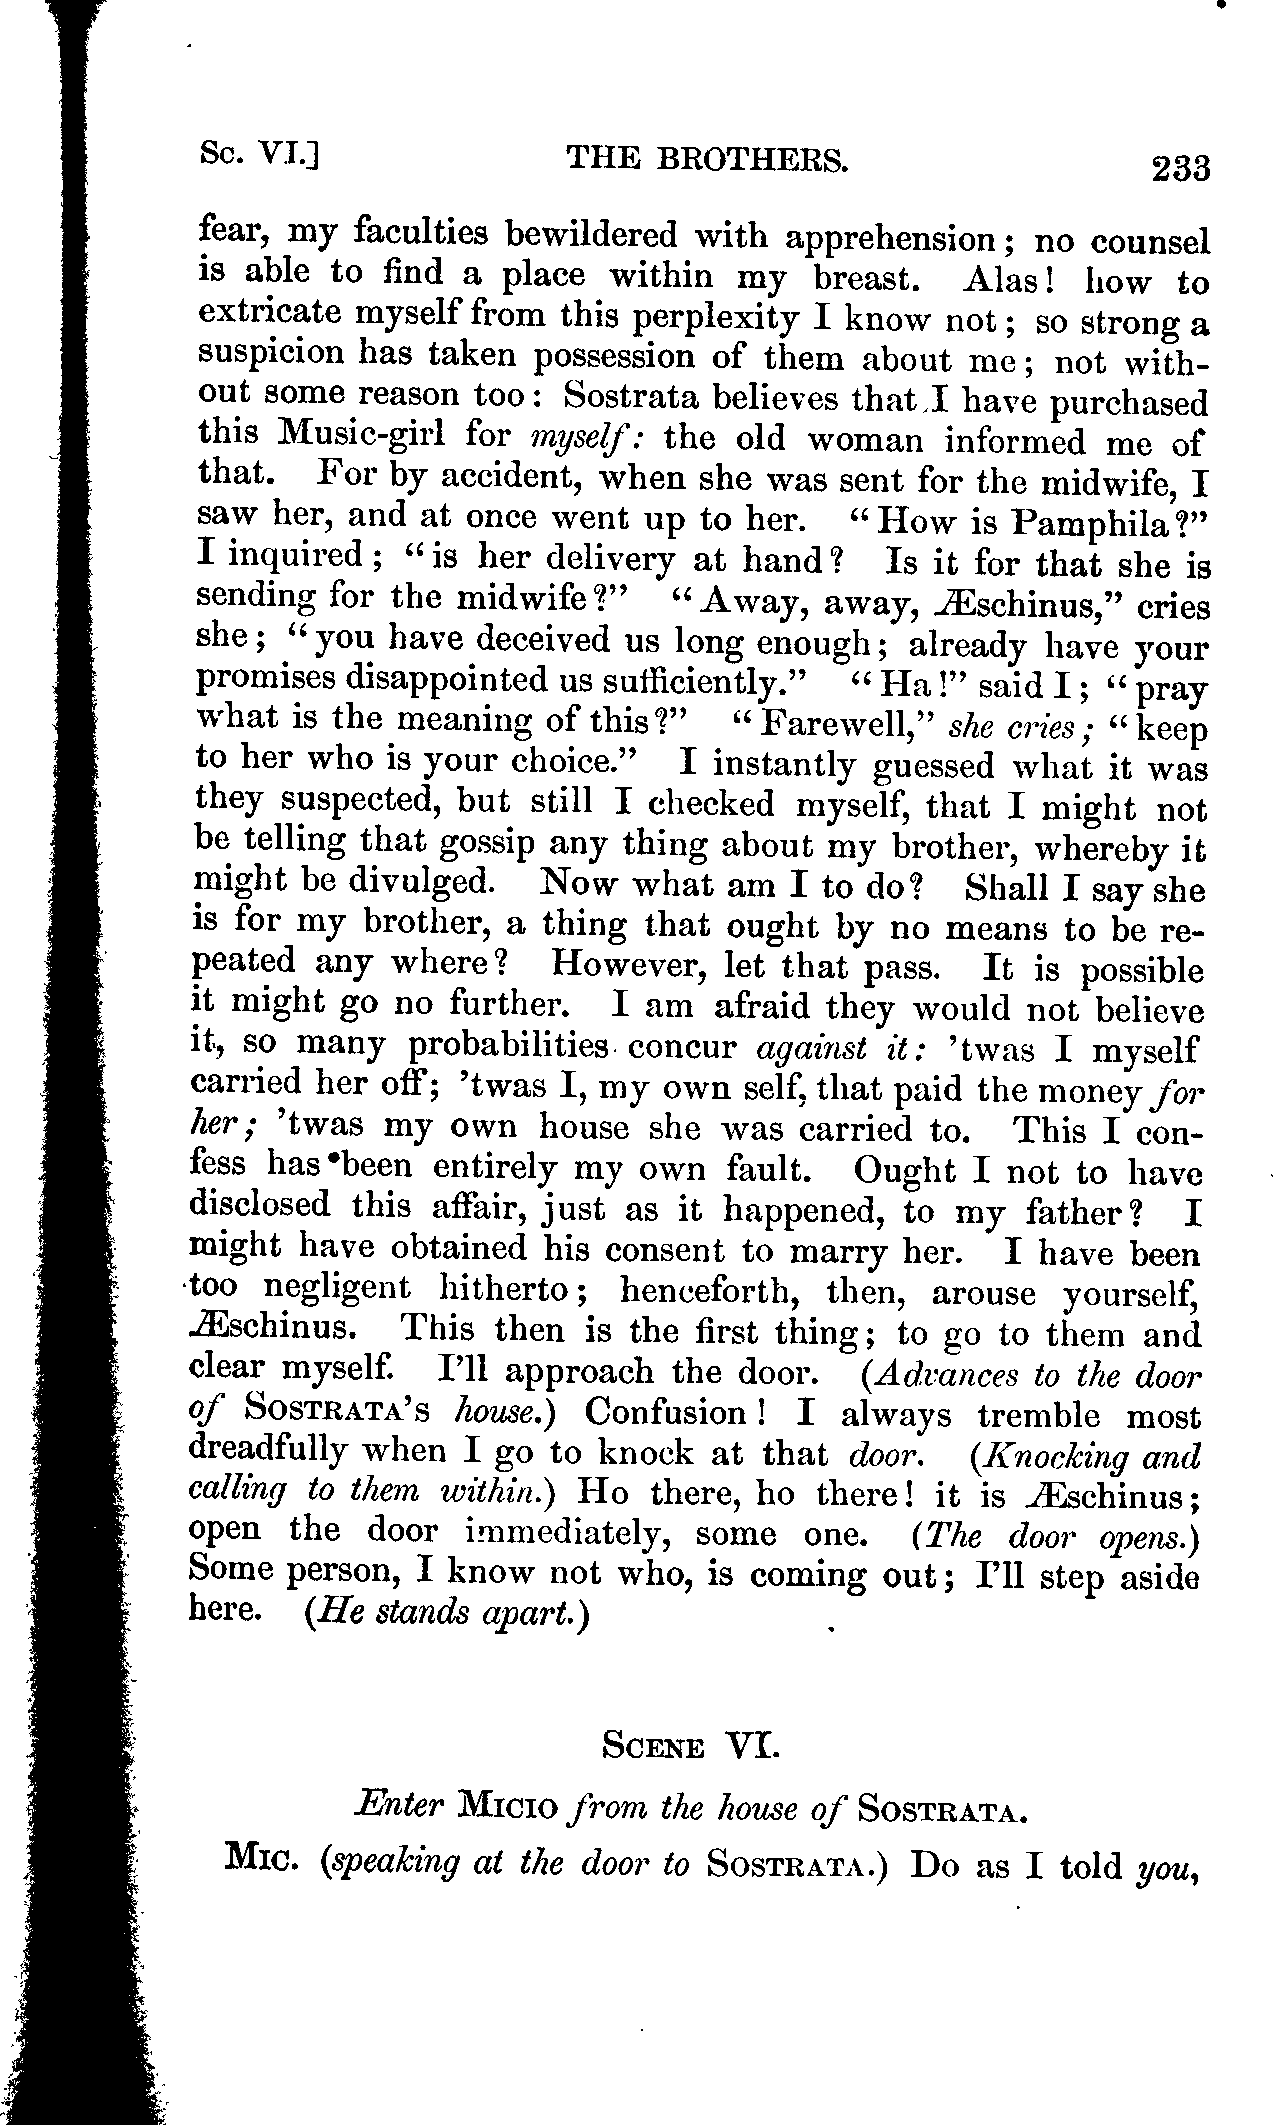 Sc. VI.] THE BROTHERS. 233
fear, my faculties bewildered with apprehension; no counsel
is able to find a place within my breast. Alas! how to
extricate myself from this perplexity I know not; so strong a
suspicion has taken possession of them about me; not with-
out some reason too: Sostrata believes that I have purchased
this Music-girl for myself: the old woman informed me of
that. For by accident, when she was sent for the midwife, I
saw her, and at once went up to her. "How is Pamphila?"
I inquired; "is her delivery at hand? Is it for that she is
sending for the midwife?" "Away, away, Æschinus," cries
she; "you have deceived us long enough; already have your
promises disappointed us sufficiently." "Ha!" said I; "pray
what is the meaning of this?" "Farewell," she cries; "keep
to her who is your choice." I instantly guessed what it was
they suspected, but still I checked myself, that I might not
be telling that gossip any thing about my brother, whereby it
might be divulged. Now what am I to do? Shall I say she
is for my brother, a thing that ought by no means to be re-
peated any where? However, let that pass. It is possible
it might go no further. I am afraid they would not believe
it, so many probabilities concur against it: 'twas I myself
carried her off; 'twas I, my own self, that paid the money for
her; 'twas my own house she was carried to. This I con-
fess has been entirely my own fault. Ought I not to have
disclosed this affair, just as it happened, to my father? I
might have obtained his consent to marry her. I have been
too negligent hitherto; henceforth, then, arouse yourself,
Æschinus. This then is the first thing; to go to them and
clear myself. I'll approach the door. (Advances to the door
of SOSTRATA'S house.) Confusion! I always tremble most
dreadfully when I go to knock at that door. (Knocking and
calling to them within.) Ho there, ho there! it is Æschinus;
open the door immediately, some one. (The door opens.)
Some person, I know not who, is coming out; I'll step aside
here. (He stands apart.)
SCENE VI.
Enter MICIO from the house of SOSTRATA.
MIC. (speaking at the door to SOSTRATA.) Do as I told you,